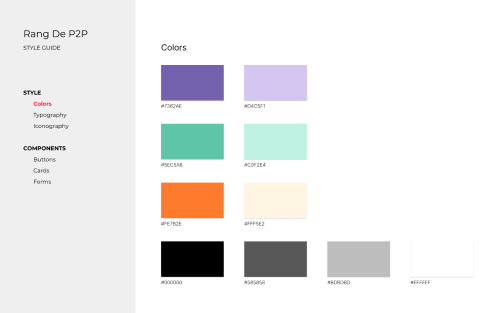 Rang De P2P
STYLE GUIDE
STYLE
Colors
Typography
Iconography
COMPONENTS
Buttons
Cards
Forms
Colors
#7362AE
#D4C5F1
#5EC5A6
#C0F2E4
#FE7B2E
#FFF5E2
#000000
#585858
#BDBDBD
#FFFFFF